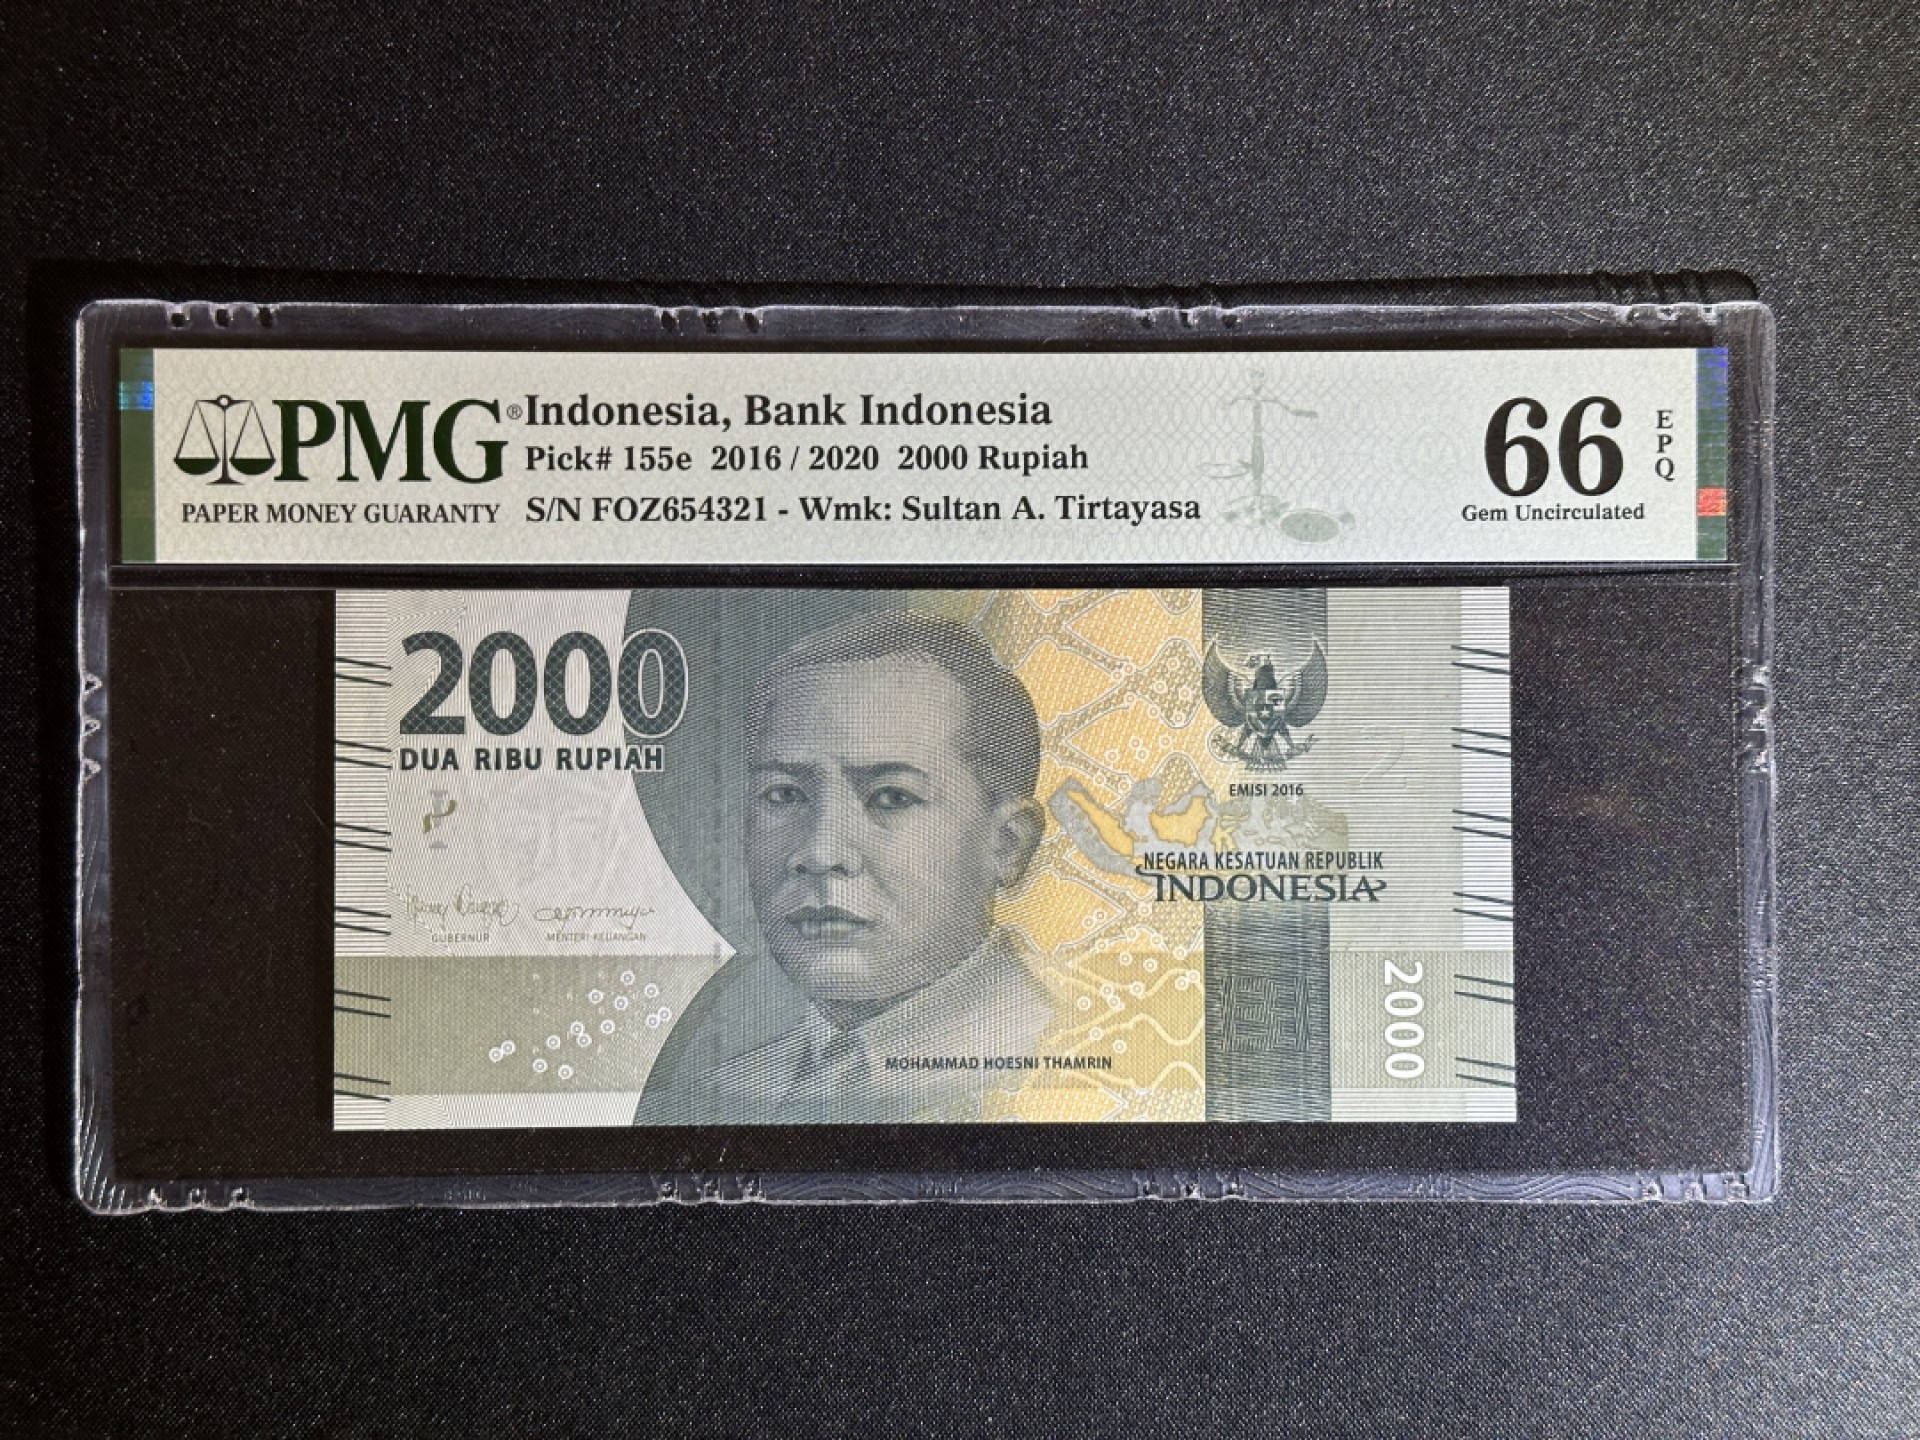 PMG®
PAPER MONEY GUARANTY
Indonesia, Bank Indonesia
Pick# 155e 2016 / 2020 2000 Rupiah
S/N FOZ654321 - Wmk: Sultan A. Tirtayasa
66
EPQ
Gem Uncirculated
2000
DUA RIBU RUPIAH
GUBERNUR
MENTERI KEUANGAN
MOHAMMAD HOESNI THAMRIN
EMISI 2016
NEGARA KESATUAN REPUBLIK
INDONESIA
2000